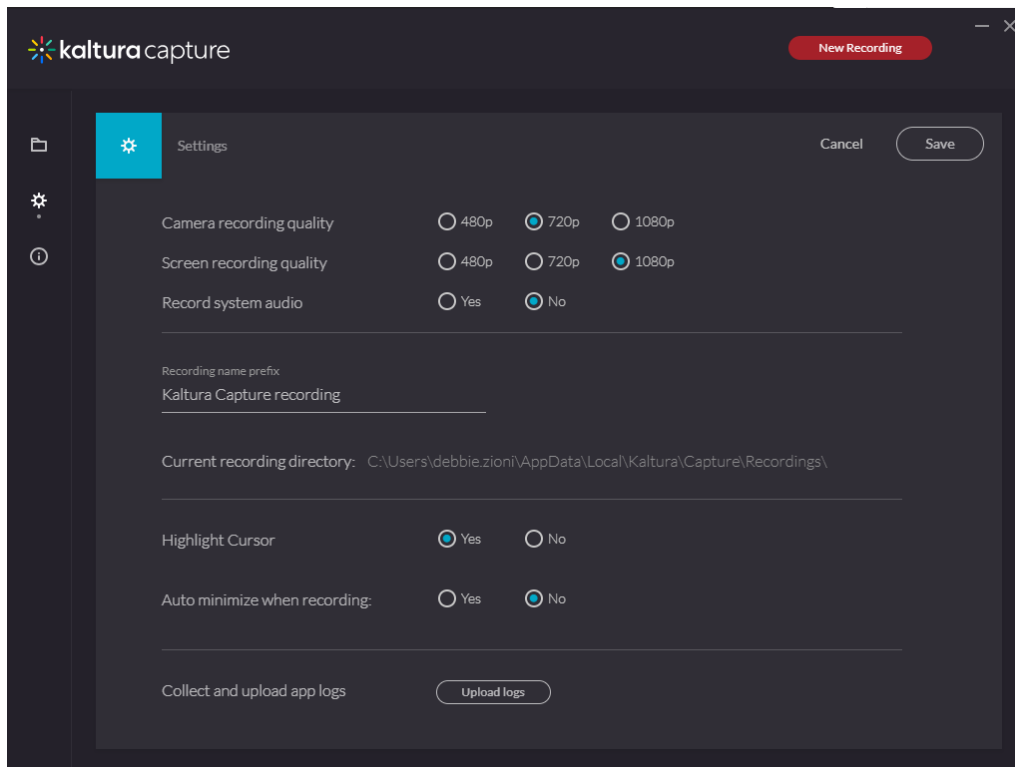 kaltura capture
New Recording
Settings
Cancel
Save
Camera recording quality 480p 720p 1080p
Screen recording quality 480p 720p 1080p
Record system audio Yes No
Recording name prefix
Kaltura Capture recording
Current recording directory: C:\Users\debbie.zioni\AppData\Local\Kaltura\Capture\Recordings\
Highlight Cursor Yes No
Auto minimize when recording: Yes No
Collect and upload app logs Upload logs